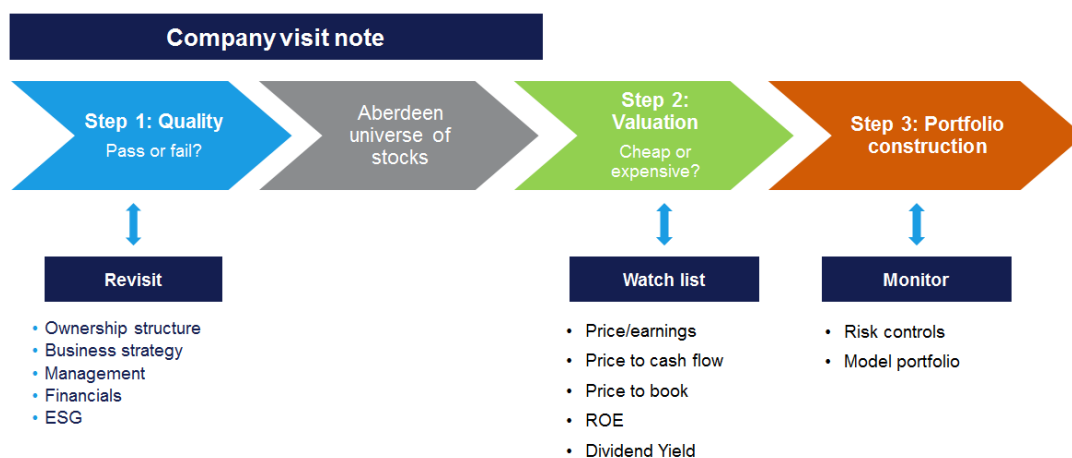 Company visit note
Step 1: Quality
Pass or fail?
Aberdeen
universe of
stocks
Step 2:
Valuation
Cheap or
expensive?
Step 3: Portfolio
construction
Revisit
• Ownership structure
• Business strategy
• Management
• Financials
• ESG
Watch list
• Price/earnings
• Price to cash flow
• Price to book
• ROE
• Dividend Yield
Monitor
• Risk controls
• Model portfolio